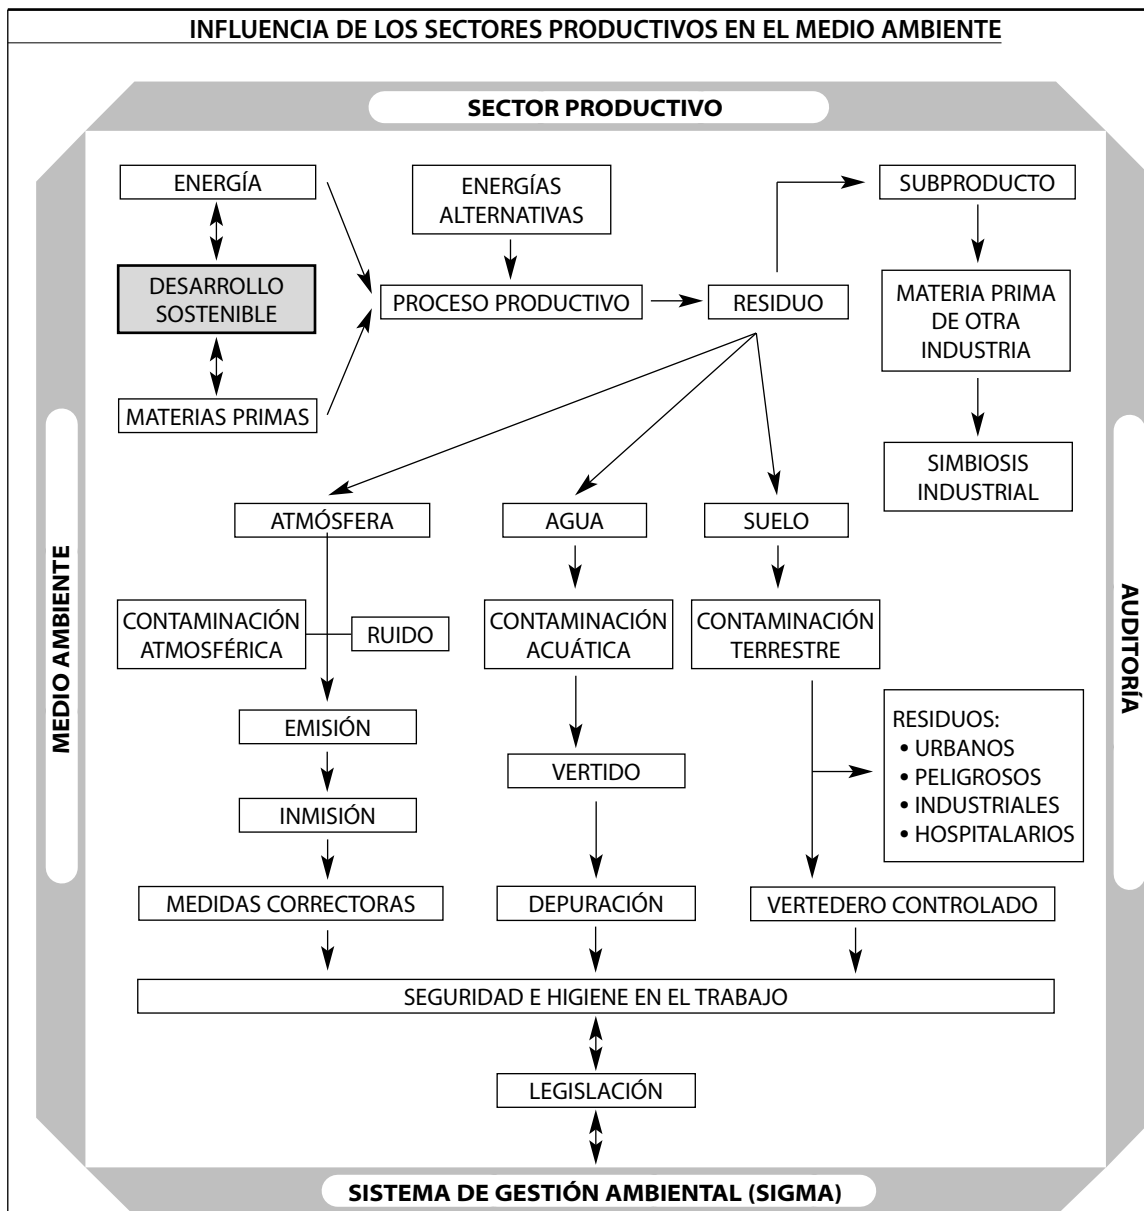 INFLUENCIA DE LOS SECTORES PRODUCTIVOS EN EL MEDIO AMBIENTE
SECTOR PRODUCTIVO
ENERGÍA
ENERGÍAS
ALTERNATIVAS
SUBPRODUCTO
DESARROLLO
SOSTENIBLE
PROCESO PRODUCTIVO
RESIDUO
MATERIA PRIMA
DE OTRA
INDUSTRIA
MATERIAS PRIMAS
SIMBIOSIS
INDUSTRIAL
ATMÓSFERA
AGUA
SUELO
MEDIO AMBIENTE
AUDITORÍA
CONTAMINACIÓN
ATMOSFÉRICA
RUIDO
CONTAMINACIÓN
ACUÁTICA
CONTAMINACIÓN
TERRESTRE
EMISIÓN
VERTIDO
RESIDUOS:
• URBANOS
• PELIGROSOS
• INDUSTRIALES
• HOSPITALARIOS
INMISIÓN
MEDIDAS CORRECTORAS
DEPURACIÓN
VERTEDERO CONTROLADO
SEGURIDAD E HIGIENE EN EL TRABAJO
LEGISLACIÓN
SISTEMA DE GESTIÓN AMBIENTAL (SIGMA)